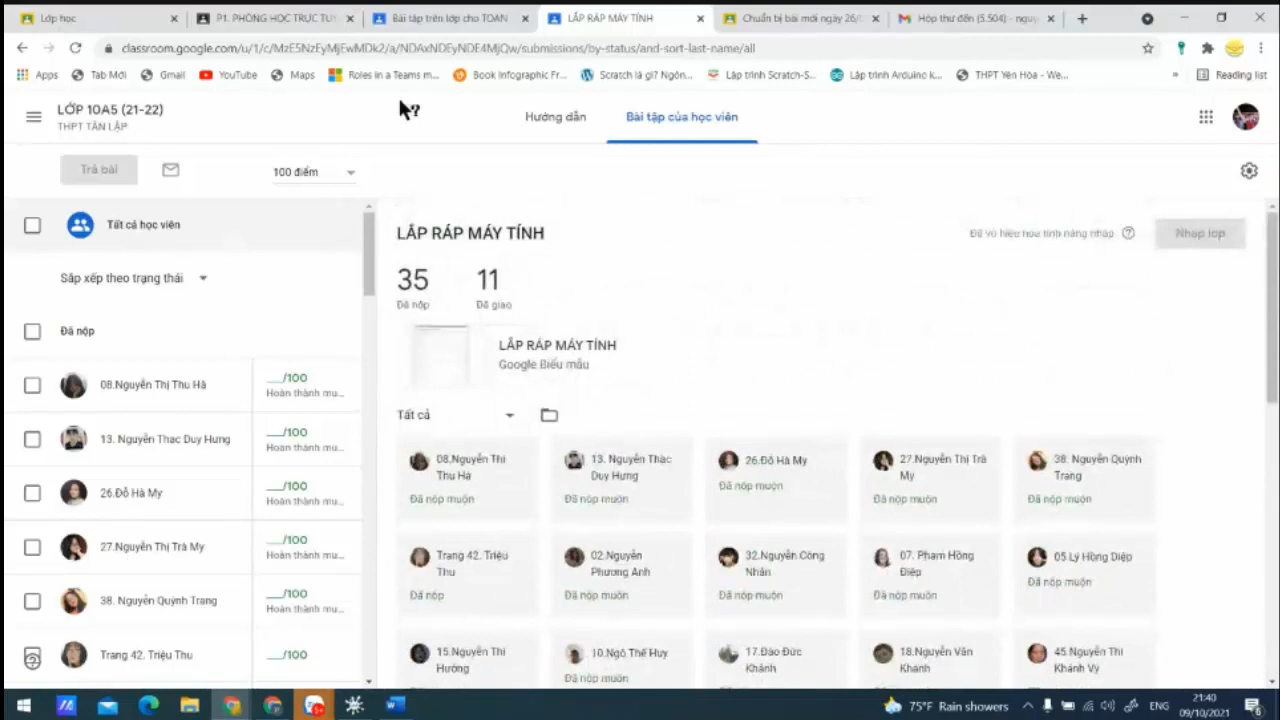 Lớp học
P1. PHÒNG HỌC TRỰC TU
Bài tập trên lớp cho TOAN
LẮP RÁP MÁY TÍNH
Chuẩn bị bài mới ngày 26/
Hộp thư đến (5.504) - nguy
classroom.google.com/u/1/c/MzE5NzEyMjEwMDk2/a/NDAxNDEyNDE4MjQw/submissions/by-status/and-sort-last-name/all
Apps
Tab Mới
Gmail
YouTube
Maps
Roles in a Teams m...
Book Infographic Fr...
Scratch là gì? Ngôn...
Lập trình Scratch-S...
Lập trình Arduino k...
THPT Yên Hòa - We...
»
Reading list
LỚP 10A5 (21-22)
THPT TÂN LẬP
Hướng dẫn
Bài tập của học viên
Trả bài
100 điểm
Tất cả học viên
Sắp xếp theo trạng thái
Đã nộp
08.Nguyễn Thị Thu Hà
__/100
Hoàn thành mu...
13. Nguyễn Thạc Duy Hưng
__/100
Hoàn thành mu...
26.Đỗ Hà My
__/100
Hoàn thành mu...
27.Nguyễn Thị Trà My
__/100
Hoàn thành mu...
38. Nguyễn Quỳnh Trang
__/100
Hoàn thành mu...
Trang 42. Triệu Thu
__/100
LẮP RÁP MÁY TÍNH
Đã vô hiệu hóa tính năng nhập
Nhập lớp
35
Đã nộp
11
Đã giao
LẮP RÁP MÁY TÍNH
Google Biểu mẫu
Tất cả
08.Nguyễn Thị
Thu Hà
Đã nộp muộn
13. Nguyễn Thạc
Duy Hưng
Đã nộp muộn
26.Đỗ Hà My
Đã nộp muộn
27.Nguyễn Thị Trà
My
Đã nộp muộn
38. Nguyễn Quỳnh
Trang
Đã nộp muộn
Trang 42. Triệu
Thu
Đã nộp
02.Nguyễn
Phương Anh
Đã nộp muộn
32.Nguyễn Công
Nhân
Đã nộp muộn
07. Phạm Hồng
Điệp
Đã nộp muộn
05 Lý Hồng Diệp
Đã nộp muộn
15.Nguyễn Thị
Hường
10.Ngô Thế Huy
Đã nộp muộn
17.Đào Đức
Khánh
18.Nguyễn Văn
Khanh
45.Nguyễn Thị
Khánh Vy
75°F Rain showers
ENG
21:40
09/10/2021
6